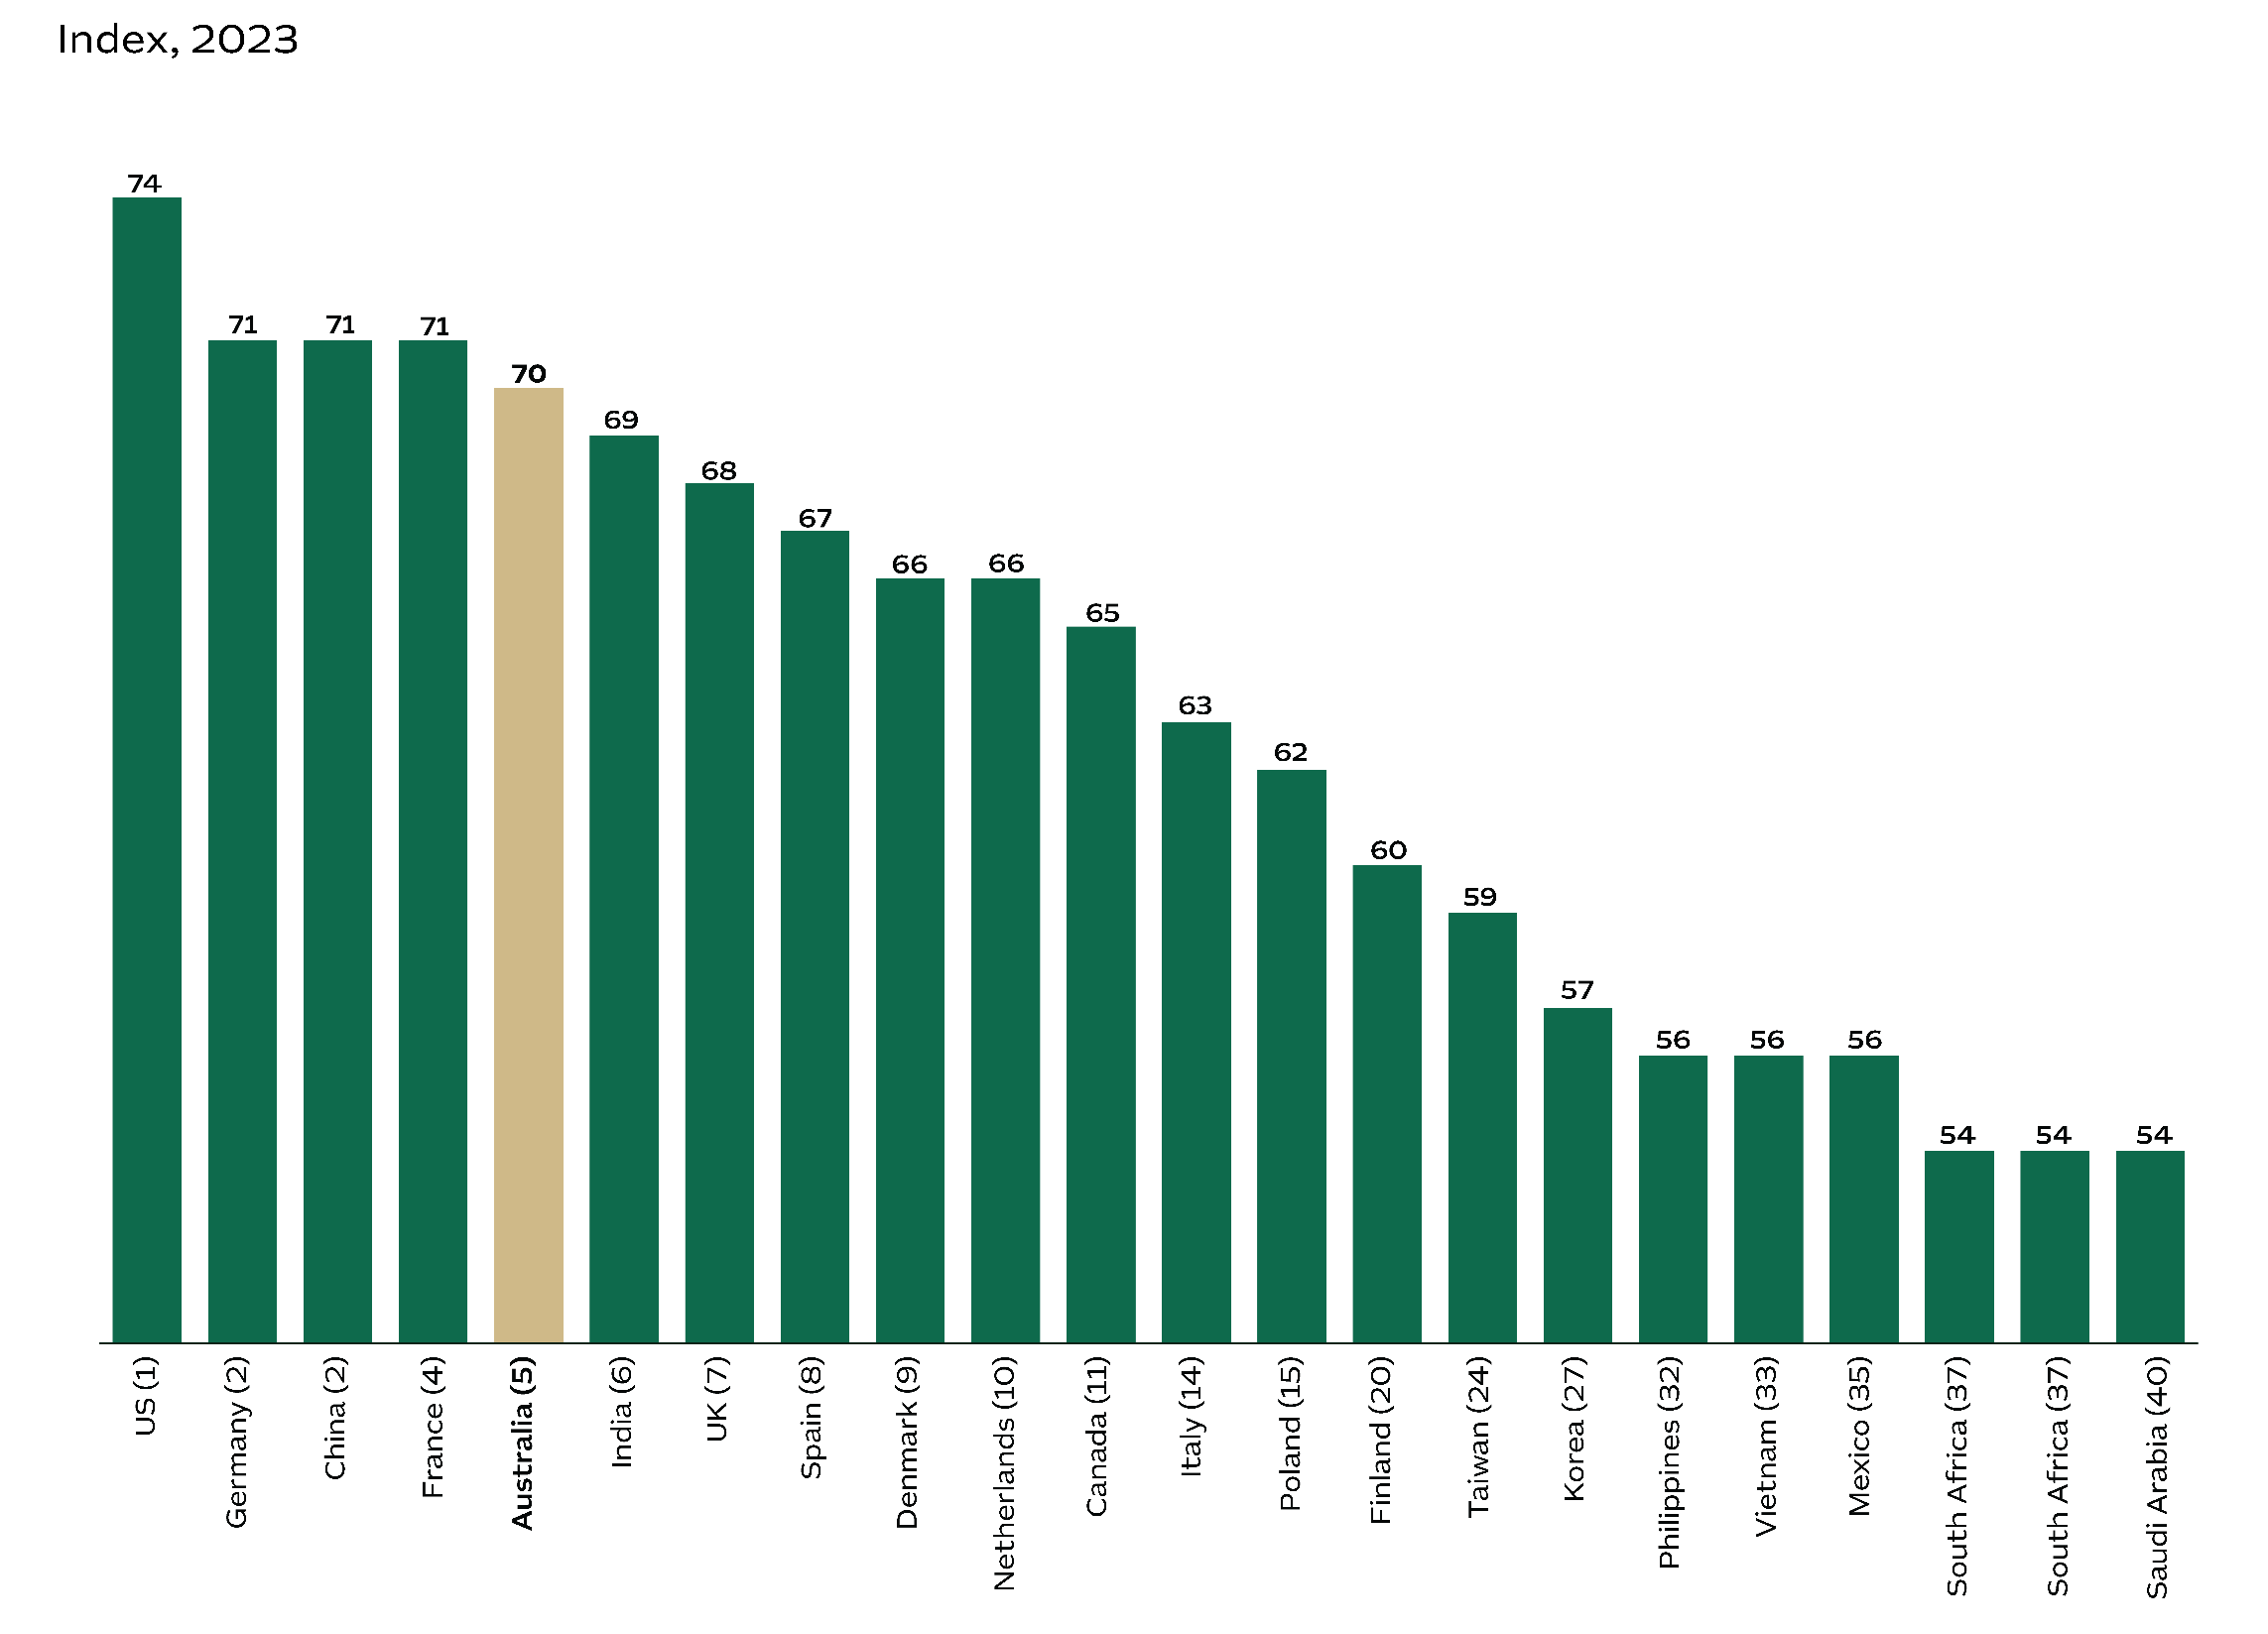 Index, 2023
74
71
71
71
70
69
68
67
66
66
65
63
62
60
59
57
56
56
56
54
54
54
US (1)
Germany (2)
China (2)
France (4)
Australia (5)
India (6)
UK (7)
Spain (8)
Denmark (9)
Netherlands (10)
Canada (11)
Italy (14)
Poland (15)
Finland (20)
Taiwan (24)
Korea (27)
Philippines (32)
Vietnam (33)
Mexico (35)
South Africa (37)
South Africa (37)
Saudi Arabia (40)